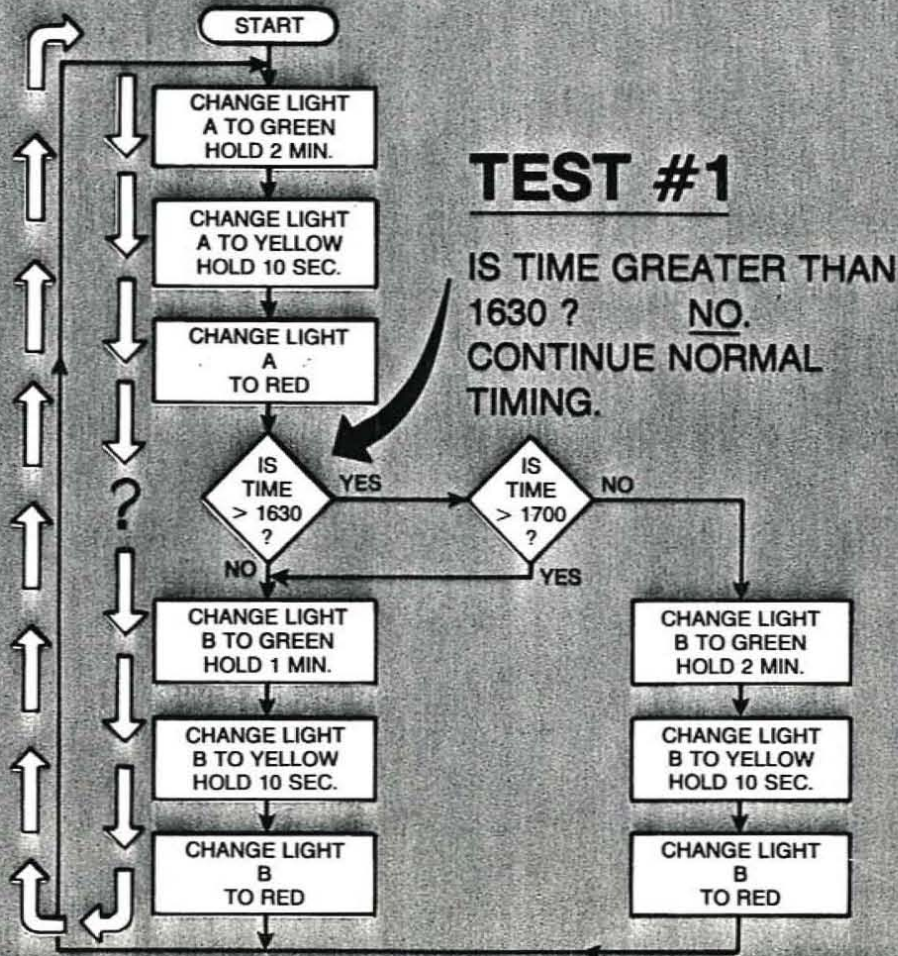 START
CHANGE LIGHT
A TO GREEN
HOLD 2 MIN.
CHANGE LIGHT
A TO YELLOW
HOLD 10 SEC.
CHANGE LIGHT
A
TO RED
TEST #1
IS TIME GREATER THAN
1630 ? NO.
CONTINUE NORMAL
TIMING.
?
IS
TIME
> 1630
?
YES
NO
IS
TIME
> 1700
?
NO
YES
CHANGE LIGHT
B TO GREEN
HOLD 1 MIN.
CHANGE LIGHT
B TO YELLOW
HOLD 10 SEC.
CHANGE LIGHT
B
TO RED
CHANGE LIGHT
B TO GREEN
HOLD 2 MIN.
CHANGE LIGHT
B TO YELLOW
HOLD 10 SEC.
CHANGE LIGHT
B
TO RED